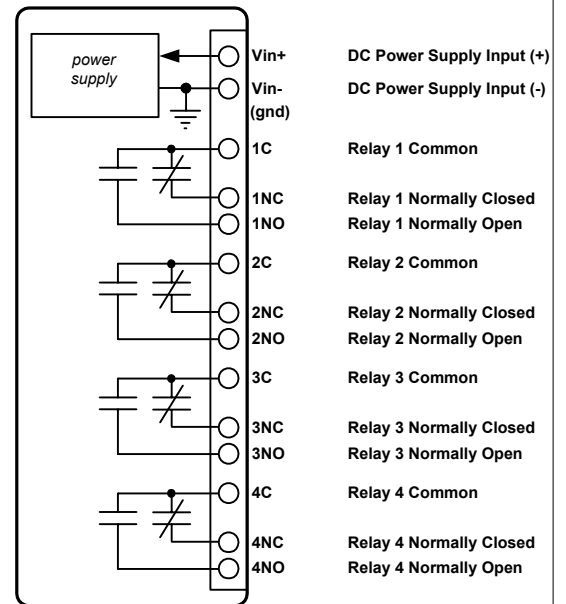 power
supply
Vin+ DC Power Supply Input (+)
Vin- DC Power Supply Input (-)
(gnd)
1C Relay 1 Common
1NC Relay 1 Normally Closed
1NO Relay 1 Normally Open
2C Relay 2 Common
2NC Relay 2 Normally Closed
2NO Relay 2 Normally Open
3C Relay 3 Common
3NC Relay 3 Normally Closed
3NO Relay 3 Normally Open
4C Relay 4 Common
4NC Relay 4 Normally Closed
4NO Relay 4 Normally Open